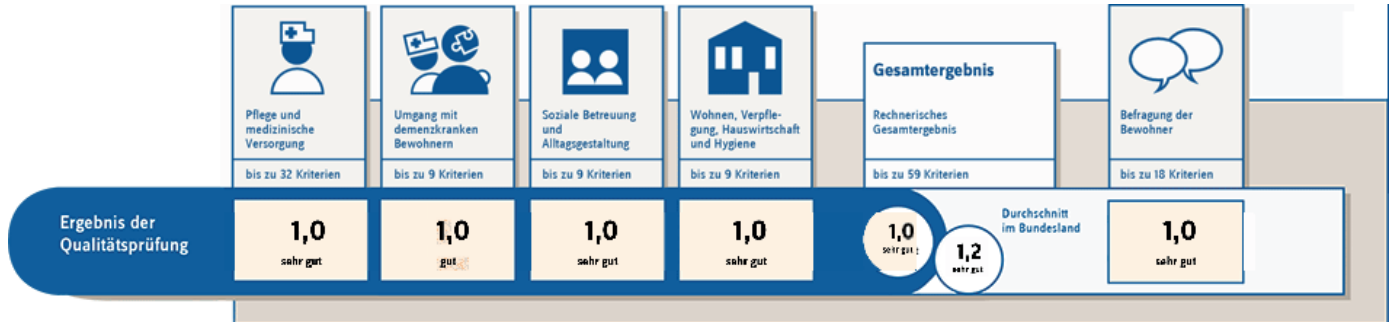 Pflege und
medizinische
Versorgung
bis zu 32 Kriterien
Umgang mit
demenzkranken
Bewohnern
bis zu 9 Kriterien
Soziale Betreuung
und
Alltagsgestaltung
bis zu 9 Kriterien
Wohnen, Verpfle-
gung, Hauswirtschaft
und Hygiene
bis zu 9 Kriterien
Gesamtergebnis
Rechnerisches
Gesamtergebnis
bis zu 59 Kriterien
Befragung der
Bewohner
bis zu 18 Kriterien
Ergebnis der
Qualitätsprüfung
1,0
sehr gut
1,0
gut
1,0
sehr gut
1,0
sehr gut
1,0
sehr gut
1,2
sehr gut
Durchschnitt
im Bundesland
1,0
sehr gut